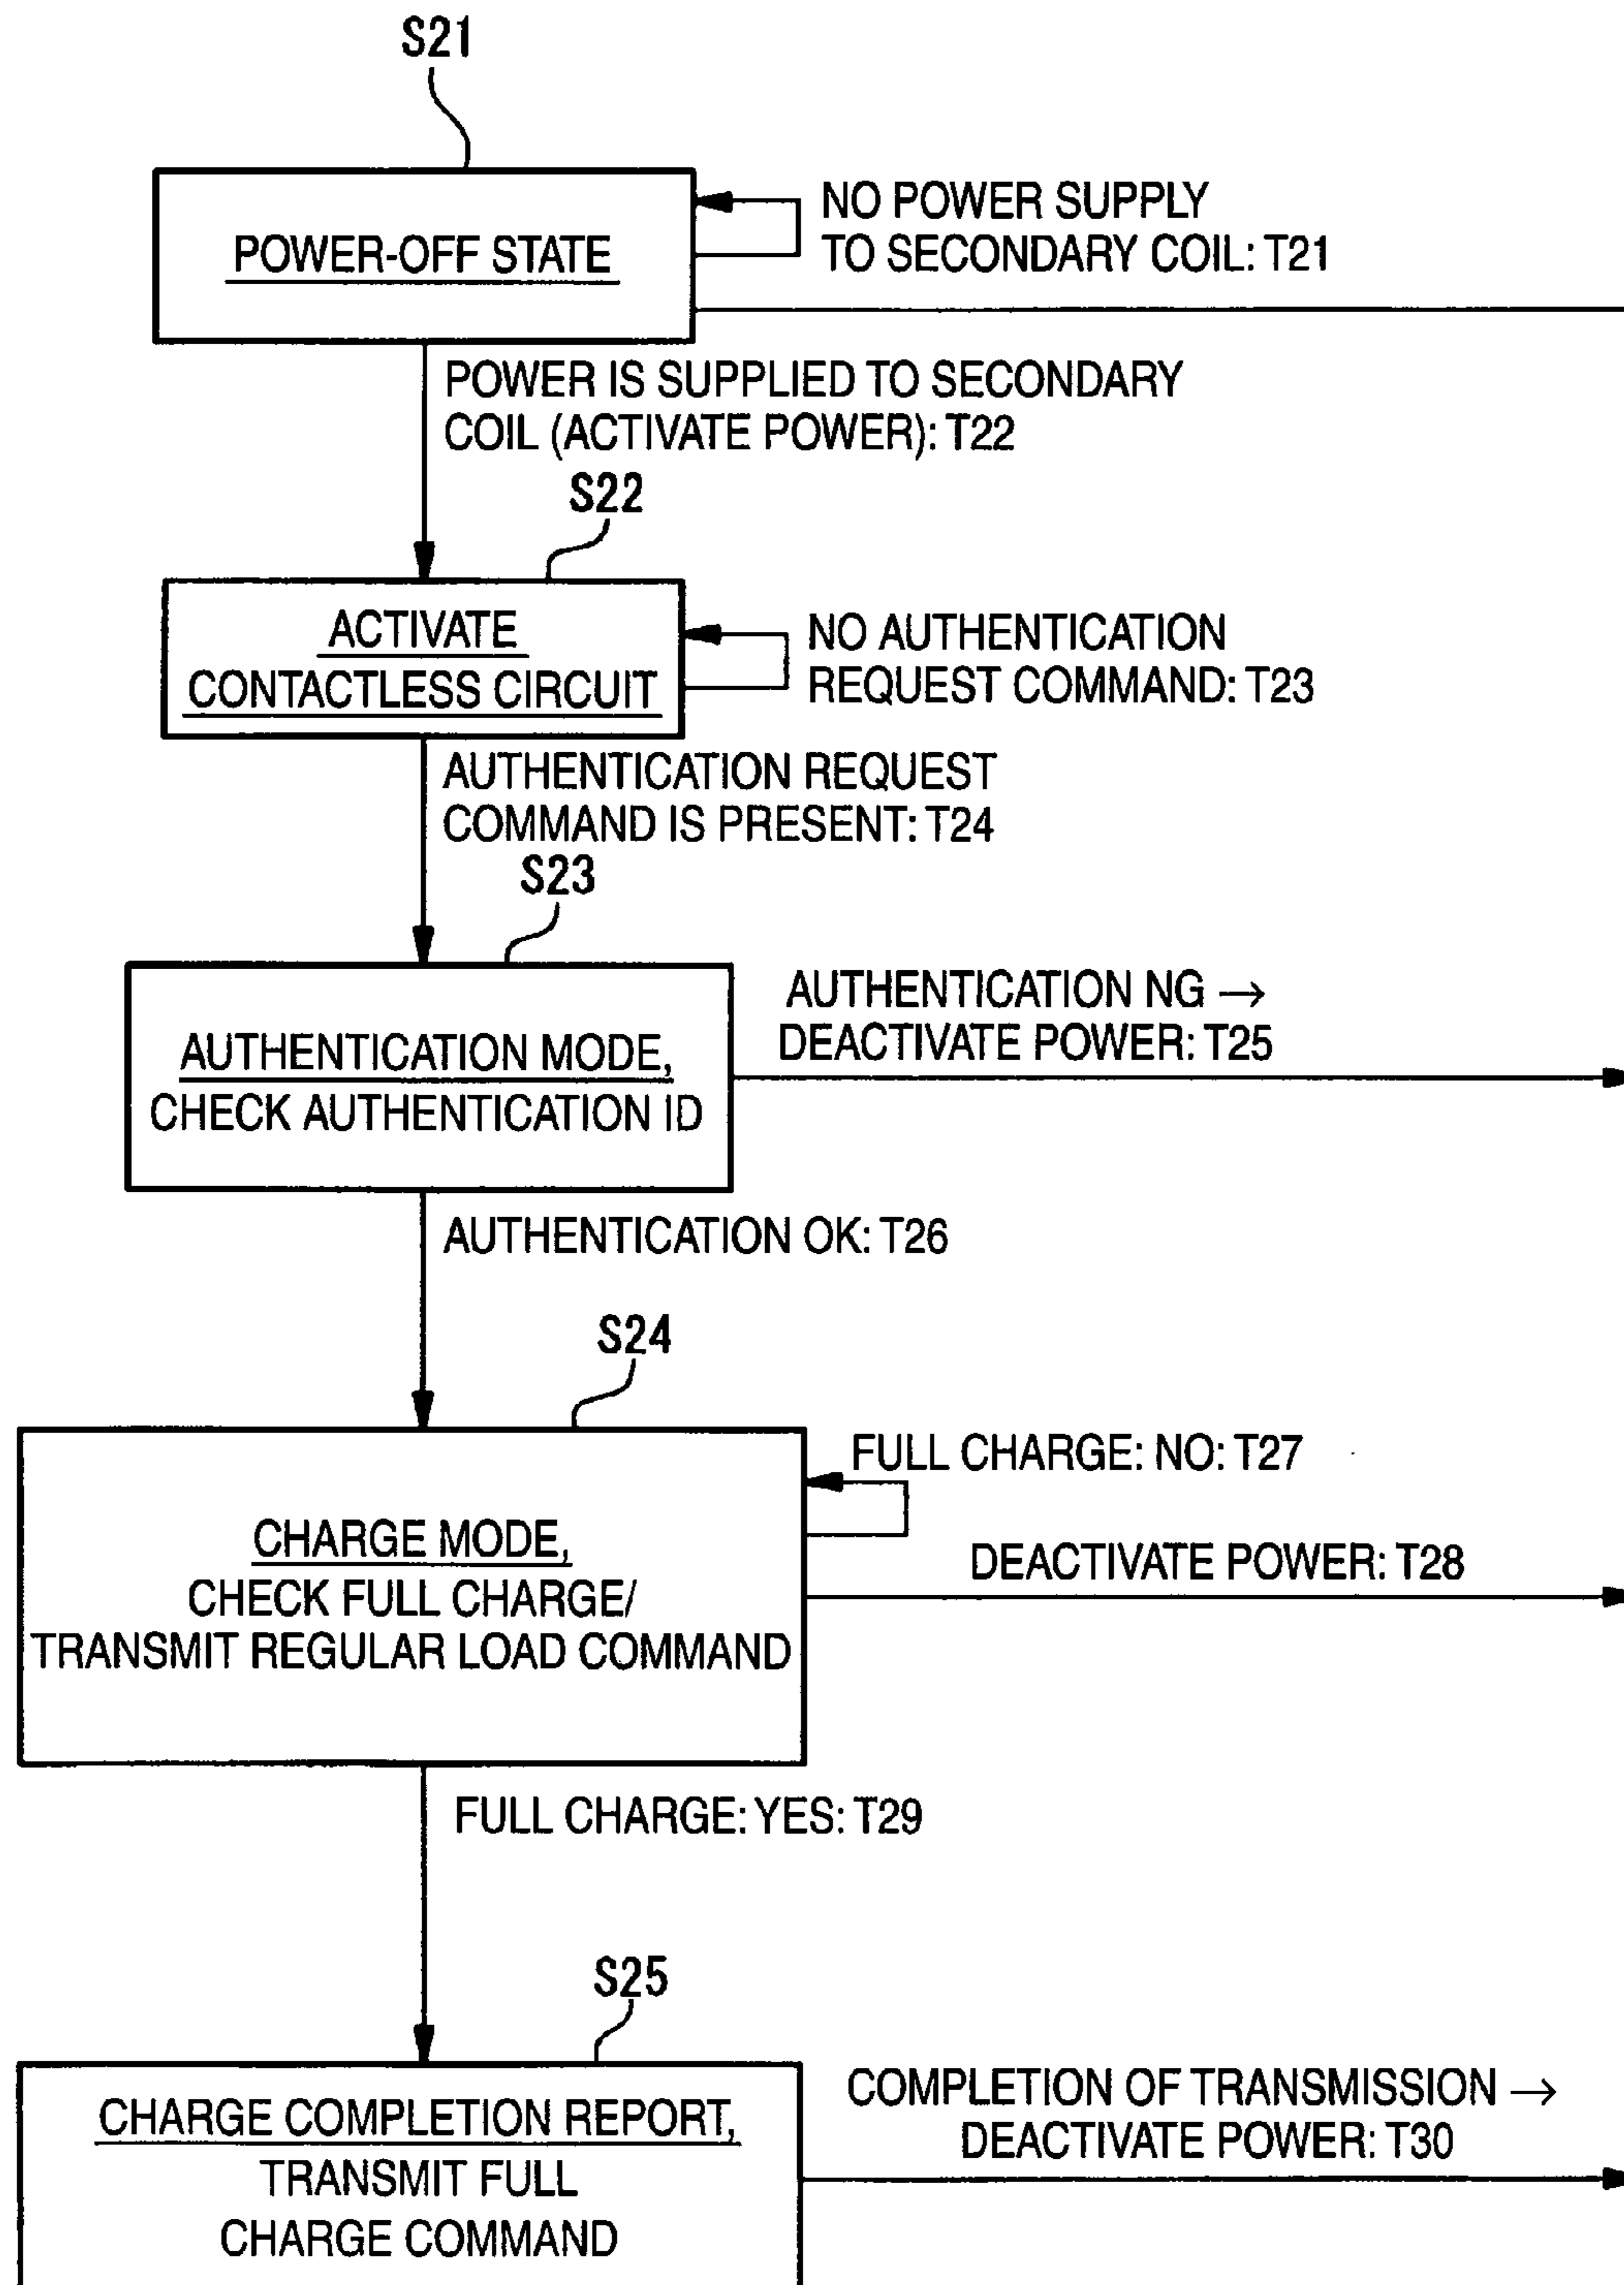 S21
POWER-OFF STATE
NO POWER SUPPLY
TO SECONDARY COIL: T21
POWER IS SUPPLIED TO SECONDARY
COIL (ACTIVATE POWER): T22
S22
ACTIVATE
CONTACTLESS CIRCUIT
NO AUTHENTICATION
REQUEST COMMAND: T23
AUTHENTICATION REQUEST
COMMAND IS PRESENT: T24
S23
AUTHENTICATION MODE,
CHECK AUTHENTICATION ID
AUTHENTICATION NG →
DEACTIVATE POWER: T25
AUTHENTICATION OK: T26
S24
CHARGE MODE,
CHECK FULL CHARGE/
TRANSMIT REGULAR LOAD COMMAND
FULL CHARGE: NO: T27
DEACTIVATE POWER: T28
FULL CHARGE: YES: T29
S25
CHARGE COMPLETION REPORT,
TRANSMIT FULL
CHARGE COMMAND
COMPLETION OF TRANSMISSION →
DEACTIVATE POWER: T30